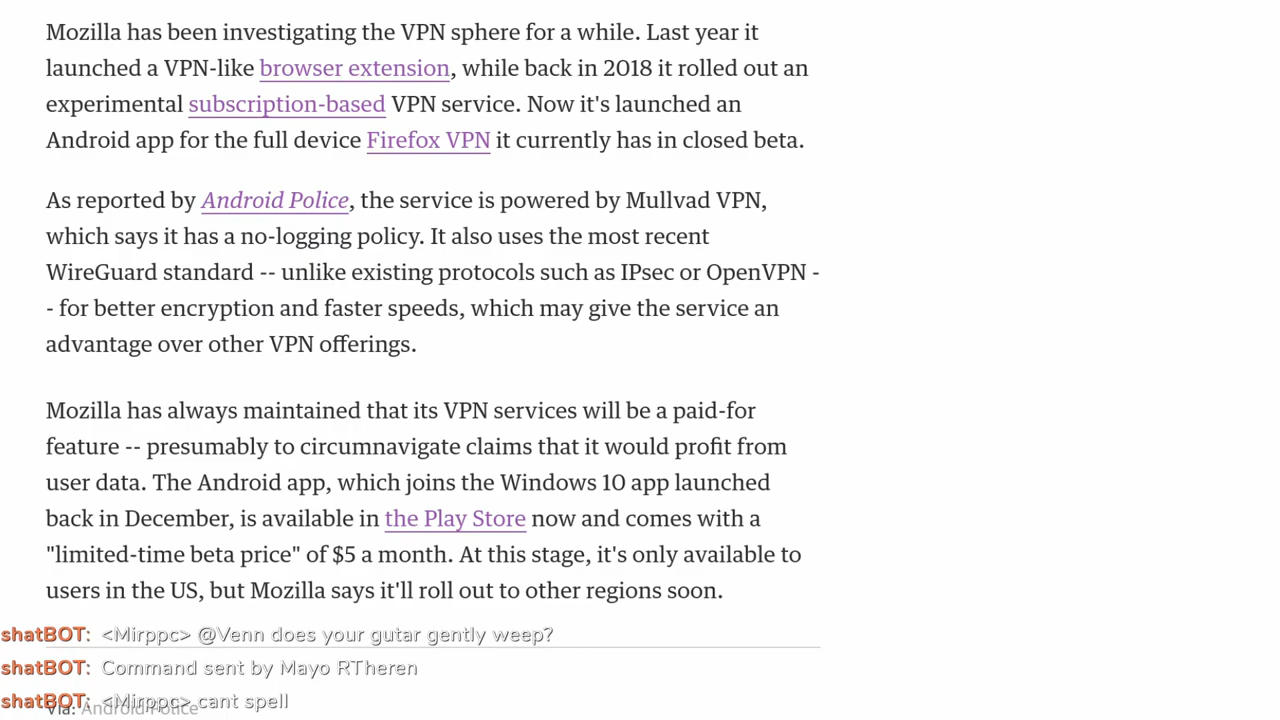 Mozilla has been investigating the VPN sphere for a while. Last year it
launched a VPN-like browser extension, while back in 2018 it rolled out an
experimental subscription-based VPN service. Now it's launched an
Android app for the full device Firefox VPN it currently has in closed beta.
As reported by Android Police, the service is powered by Mullvad VPN,
which says it has a no-logging policy. It also uses the most recent
WireGuard standard -- unlike existing protocols such as IPsec or OpenVPN -
- for better encryption and faster speeds, which may give the service an
advantage over other VPN offerings.
Mozilla has always maintained that its VPN services will be a paid-for
feature -- presumably to circumnavigate claims that it would profit from
user data. The Android app, which joins the Windows 10 app launched
back in December, is available in the Play Store now and comes with a
"limited-time beta price" of $5 a month. At this stage, it's only available to
users in the US, but Mozilla says it'll roll out to other regions soon.
shatBOT: <Mirppc> @Venn does your gutar gently weep?
shatBOT: Command sent by Mayo RTheren
shatBOT: <Mirppc> cant spell
Via: Android Police